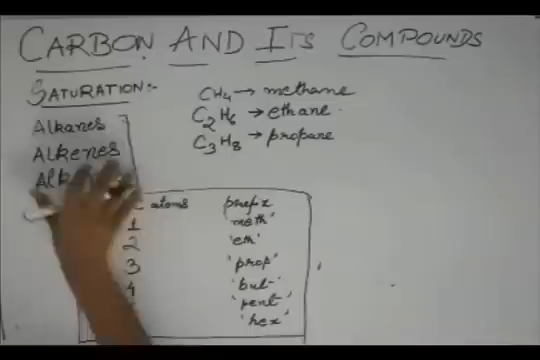 CARBON AND ITS COMPOUNDS
SATURATION:-
CH4 → methane
C2H6 → ethane
C3H8 → propane
Alkanes
Alkenes
Alk
atoms prefix
1 'meth'
2 'eth'
3 'prop'
4 'but'
'pent'
'hex'